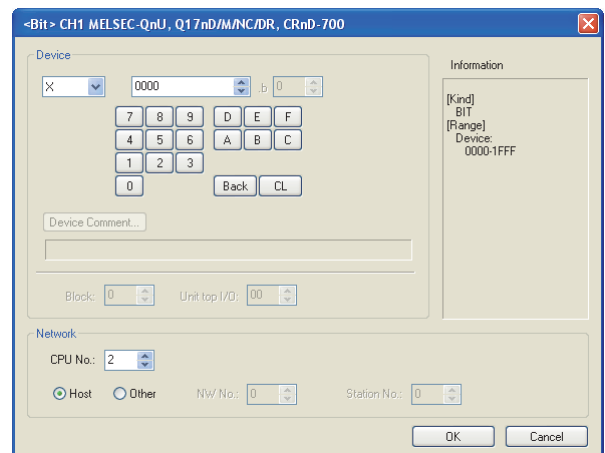 <Bit> CH1 MELSEC-QnU, Q17nD/M/NC/DR, CRnD-700
Device
X 0000 .b 0
7 8 9 D E F
4 5 6 A B C
1 2 3
0 Back CL
Device Comment...
Block: 0 Unit top I/O: 00
Information
[Kind]
BIT
[Range]
Device:
0000-1FFF
Network
CPU No.: 2
Host Other NW No.: 0 Station No.: 0
OK Cancel